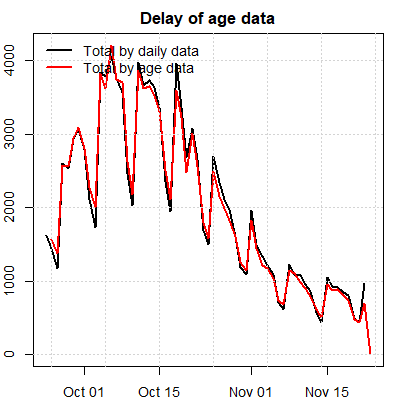 Delay of age data
Total by daily data
Total by age data
4000
3000
2000
1000
0
Oct 01 Oct 15 Nov 01 Nov 15